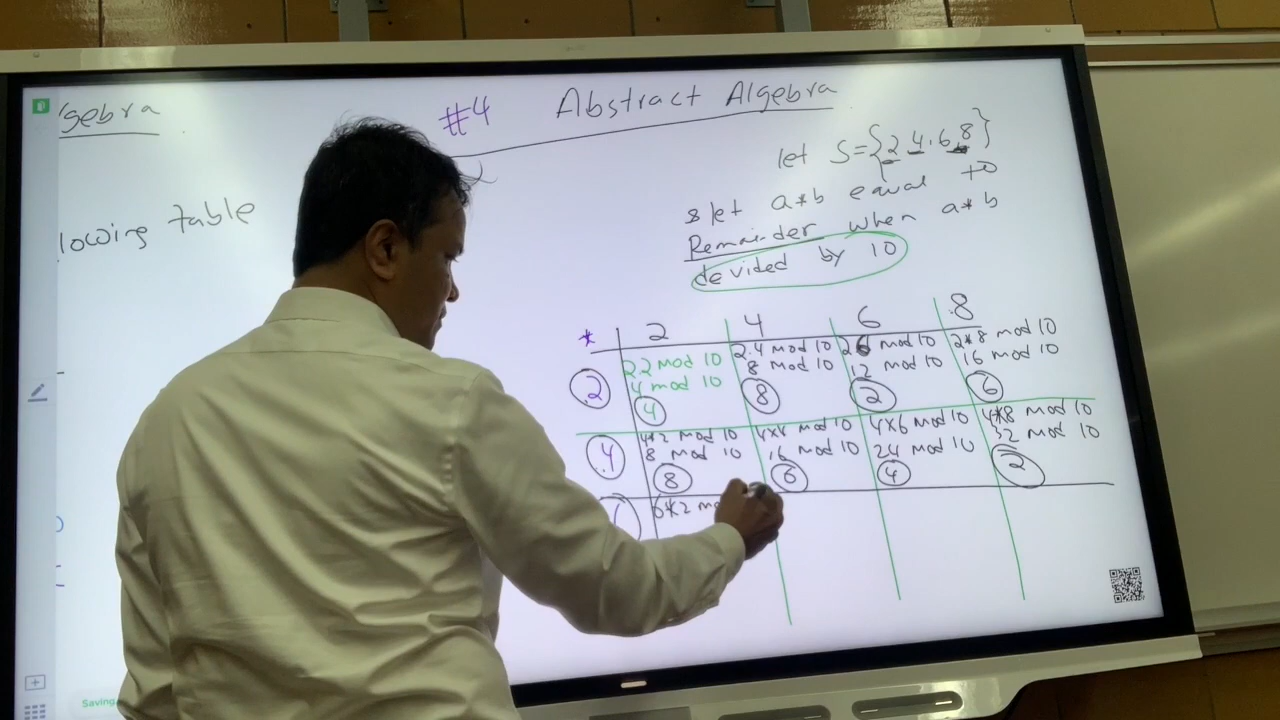 gebra
#4 Abstract Algebra
lowing table
let S={2 4.6,8}
& let a*b equal to
Remainder when a*b
devided by 10
* 2 4 6 8
2 2.2 mod 10 2.4 mod 10 26 mod 10 2*8 mod 10
4 mod 10 8 mod 10 12 mod 10 16 mod 10
4 8 2 6
4 4*2 mod 10 4x4 mod 10 4x6 mod 10 4*8 mod 10
8 mod 10 16 mod 10 24 mod 10 32 mod 10
8 6 4 2
6*2 mo
Saving